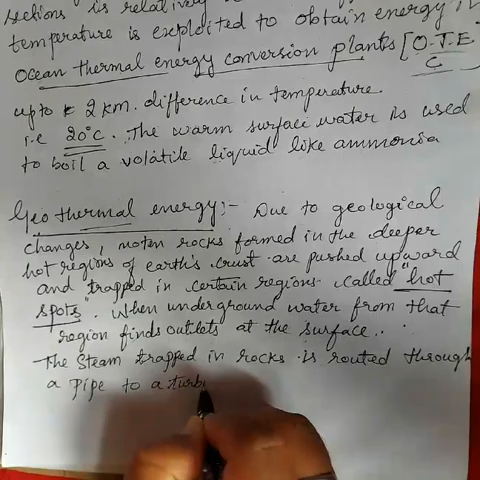 sections is relatively
temperature is exploited to obtain energy in
Ocean thermal energy conversion plants [O.T.E.
C
upto 2 km. difference in temperature.
i.e 20°C. The warm surface water is used
to boil a volatile liquid like ammonia
Geothermal energy:- Due to geological
changes, moten rocks formed in the deeper
hot regions of earth's crust are pushed upward
and trapped in certain regions called "hot
spots". When underground water from that
region finds outlets at the surface..
The steam trapped in rocks is routed through
a pipe to a turb